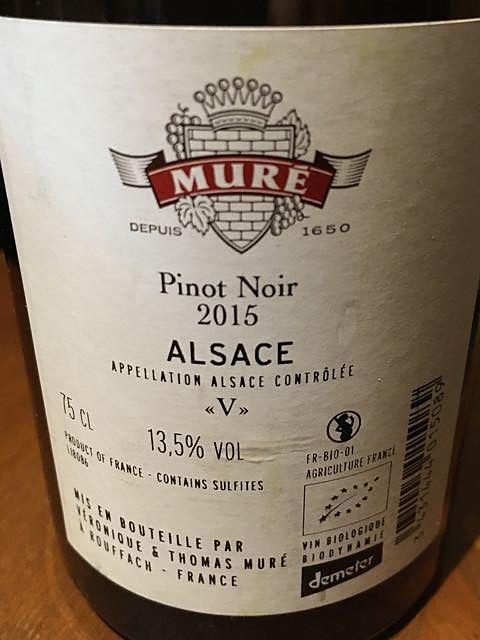 MURÉ
DEPUIS 1650
Pinot Noir
2015
ALSACE
APPELLATION ALSACE CONTRÔLÉE
«V»
75 CL
13,5% VOL
PRODUCT OF FRANCE - CONTAINS SULFITES
L18086
MIS EN BOUTEILLE PAR
VÉRONIQUE & THOMAS MURÉ
À ROUFFACH - FRANCE
FR-BIO-01
AGRICULTURE FRANCE
VIN BIOLOGIQUE
BIODYNAMIE
demeter